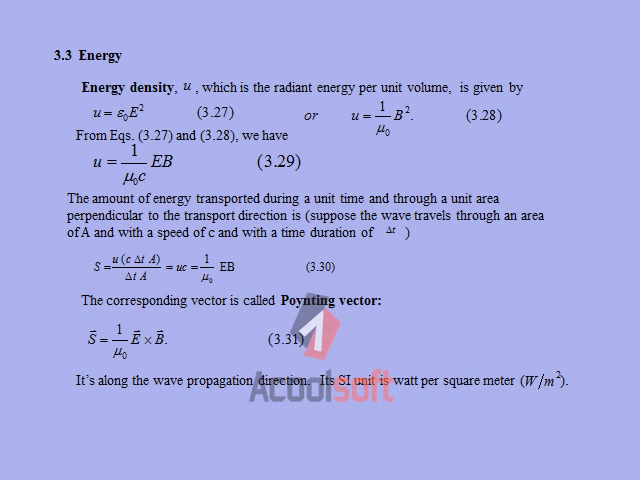 3.3 Energy
Energy density, u , which is the radiant energy per unit volume, is given by
u = ε₀E² (3.27) or u = 1/μ₀ B². (3.28)
From Eqs. (3.27) and (3.28), we have
u = 1/μ₀c EB (3.29)
The amount of energy transported during a unit time and through a unit area
perpendicular to the transport direction is (suppose the wave travels through an area
of A and with a speed of c and with a time duration of Δt )
S = u (c Δt A)/Δt A = uc = 1/μ₀ EB (3.30)
The corresponding vector is called Poynting vector:
S⃗ = 1/μ₀ E⃗ × B⃗. (3.31)
It's along the wave propagation direction. Its SI unit is watt per square meter (W/m²).
Acoolsoft